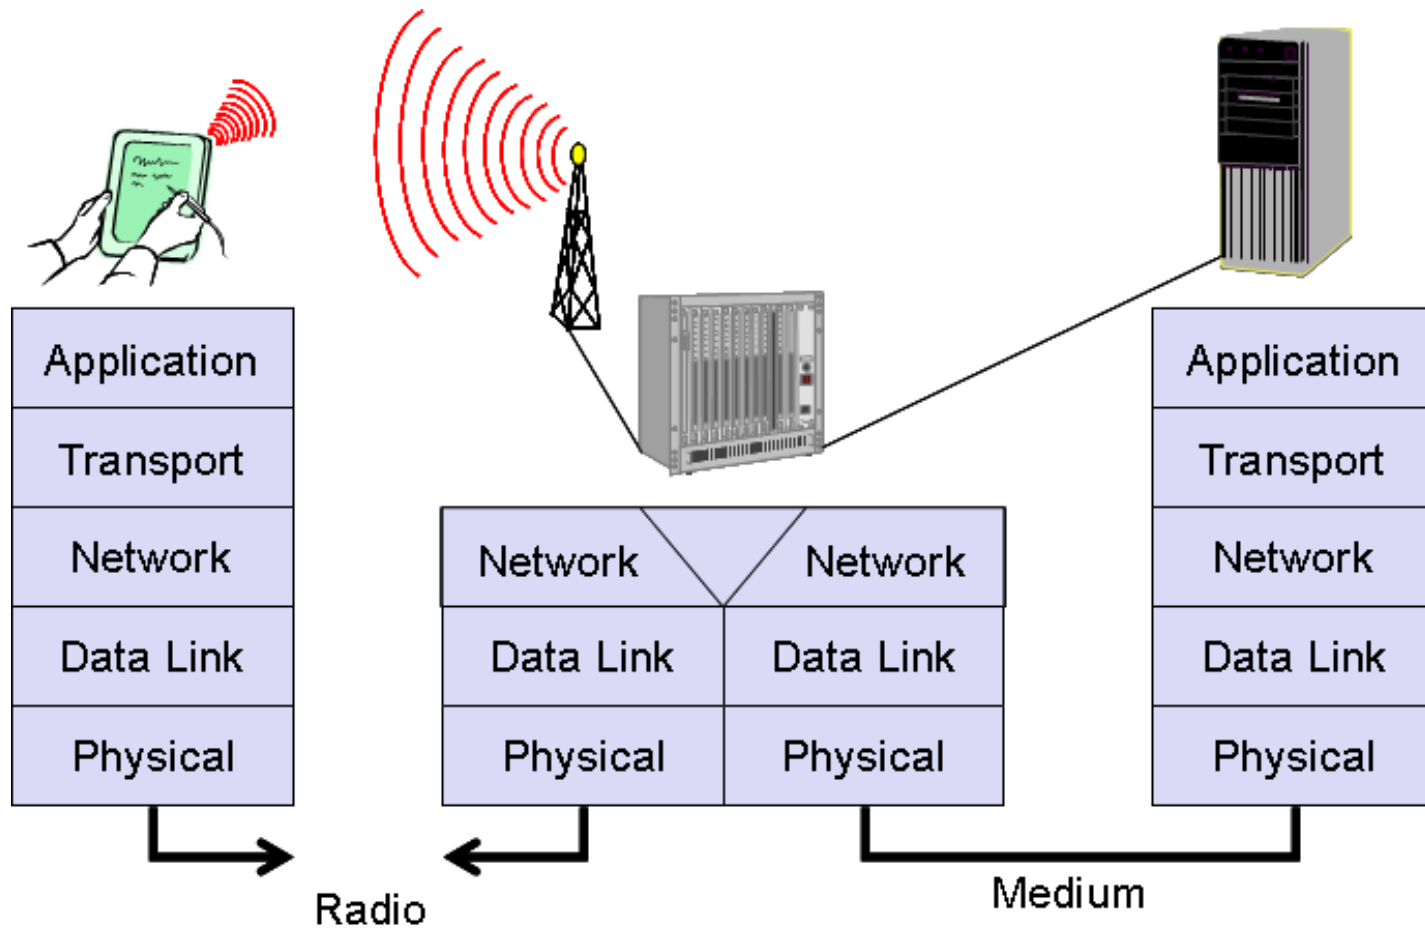 Application
Transport
Network
Data Link
Physical
Network
Data Link
Physical
Network
Data Link
Physical
Application
Transport
Network
Data Link
Physical
Radio
Medium